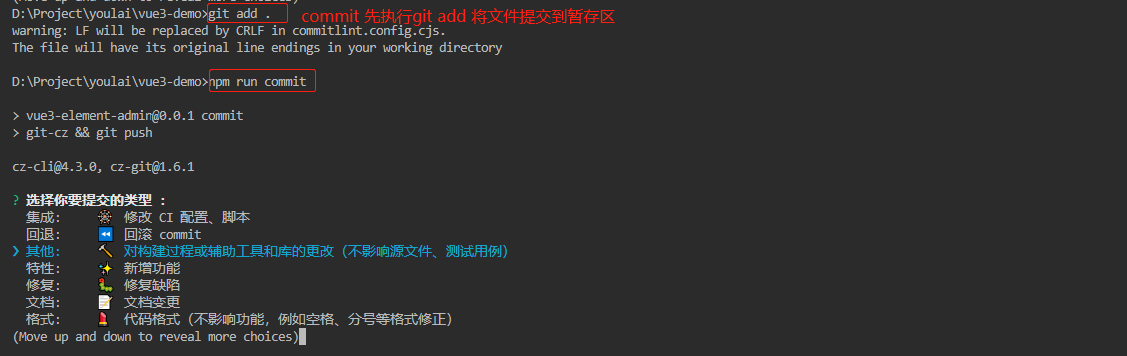 D:\Project\youlai\vue3-demo>git add . commit 先执行git add 将文件提交到暂存区
warning: LF will be replaced by CRLF in commitlint.config.cjs.
The file will have its original line endings in your working directory
D:\Project\youlai\vue3-demo>npm run commit
> vue3-element-admin@0.0.1 commit
> git-cz && git push
cz-cli@4.3.0, cz-git@1.6.1
? 选择你要提交的类型 :
集成: 🎡 修改 CI 配置、脚本
回退: ⏪ 回滚 commit
❯ 其他: 🔨 对构建过程或辅助工具和库的更改（不影响源文件、测试用例）
特性: ✨ 新增功能
修复: 🐛 修复缺陷
文档: 📝 文档变更
格式: 💄 代码格式（不影响功能，例如空格、分号等格式修正）
(Move up and down to reveal more choices)